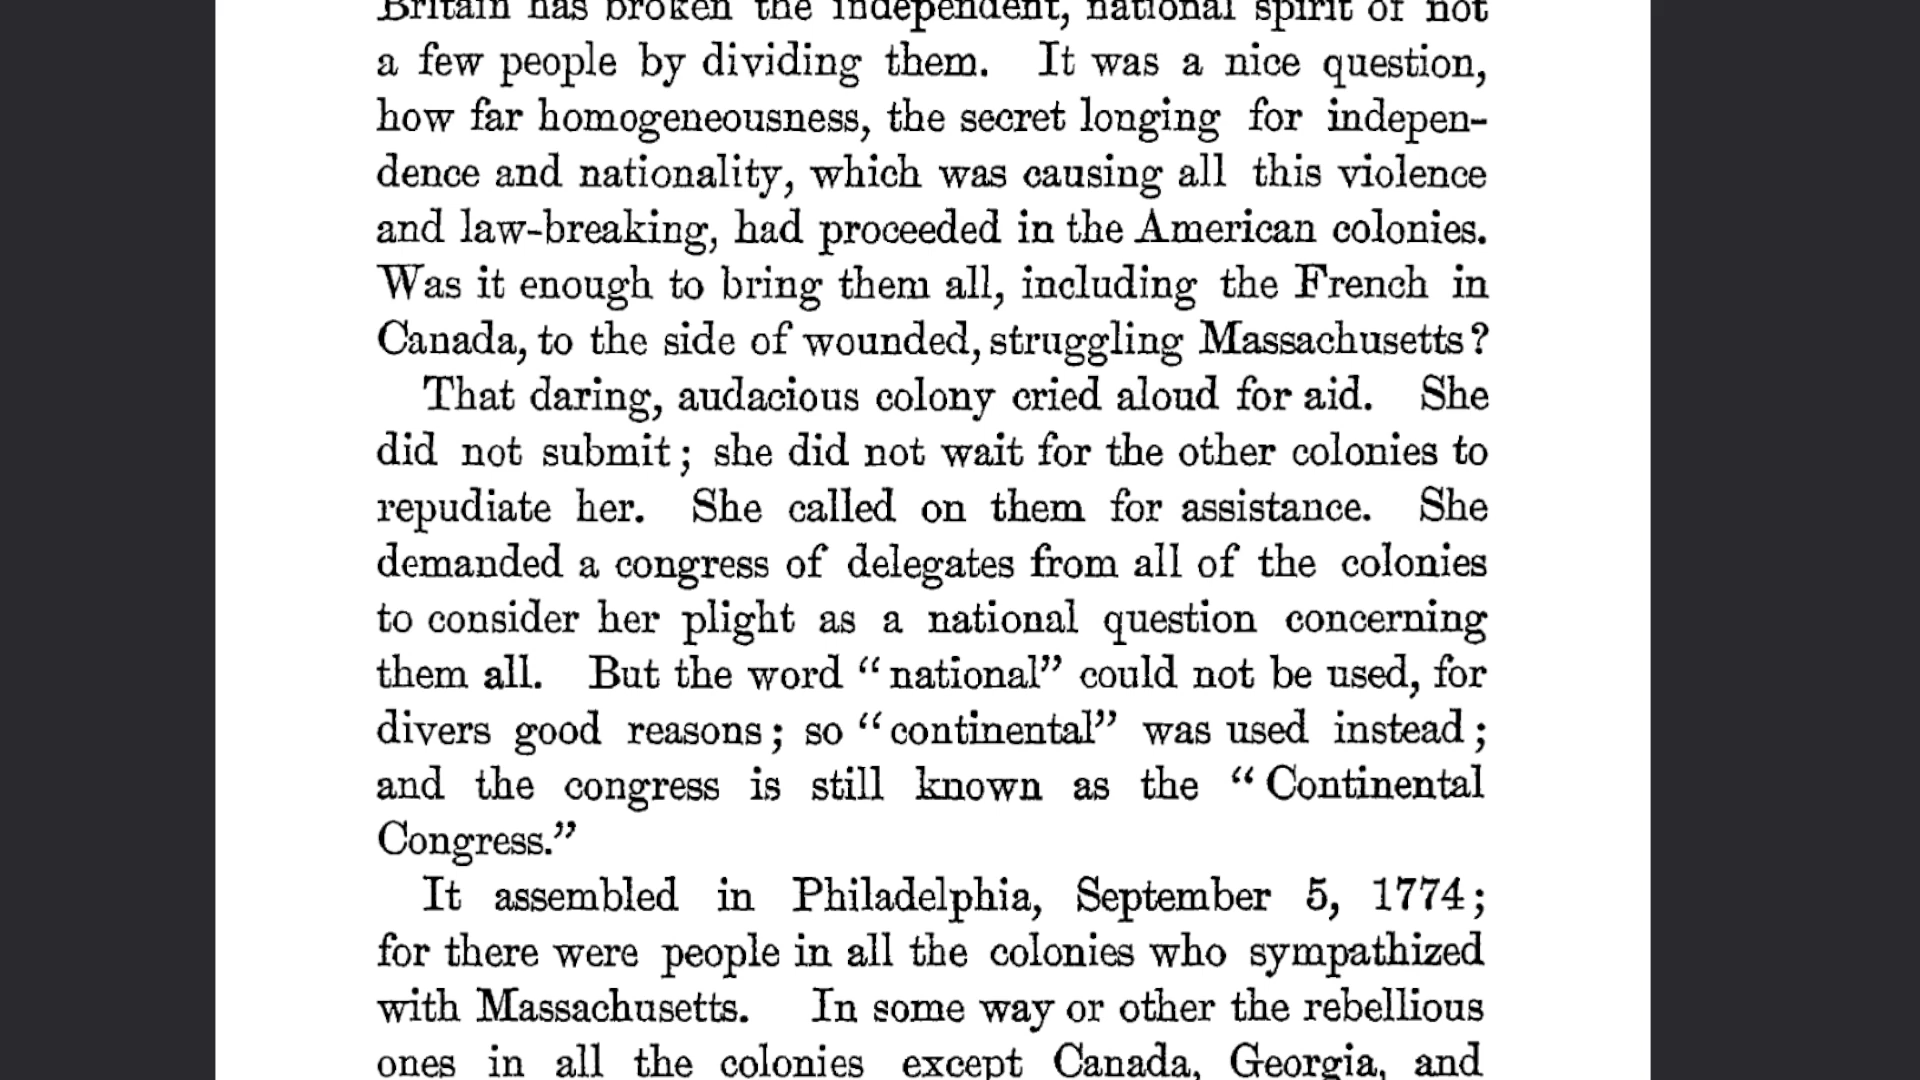 Britain has broken the independent, national spirit of not
a few people by dividing them. It was a nice question,
how far homogeneousness, the secret longing for indepen-
dence and nationality, which was causing all this violence
and law-breaking, had proceeded in the American colonies.
Was it enough to bring them all, including the French in
Canada, to the side of wounded, struggling Massachusetts?
That daring, audacious colony cried aloud for aid. She
did not submit; she did not wait for the other colonies to
repudiate her. She called on them for assistance. She
demanded a congress of delegates from all of the colonies
to consider her plight as a national question concerning
them all. But the word “national” could not be used, for
divers good reasons; so “continental” was used instead;
and the congress is still known as the “Continental
Congress.”
It assembled in Philadelphia, September 5, 1774;
for there were people in all the colonies who sympathized
with Massachusetts. In some way or other the rebellious
ones in all the colonies except Canada, Georgia, and